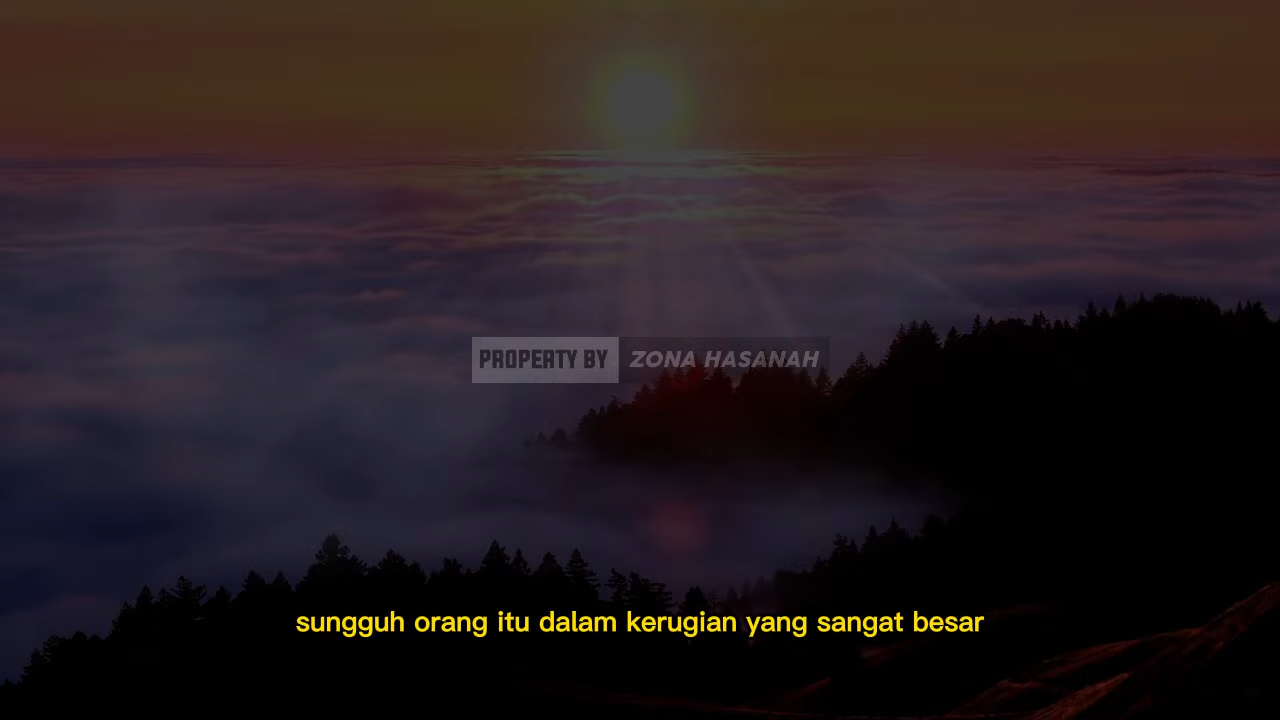 PROPERTY BY ZONA HASANAH
sungguh orang itu dalam kerugian yang sangat besar